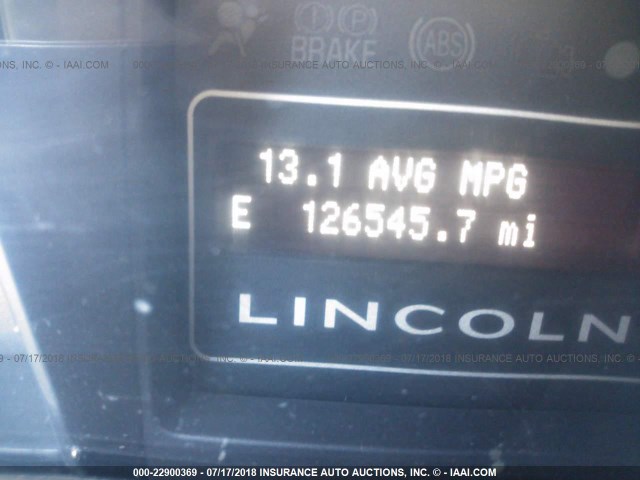 BRAKE
ABS
13.1 AVG MPG
E 126545.7 mi
LINCOLN
000-22900369 - 07/17/2018 INSURANCE AUTO AUCTIONS, INC. © - IAAI.COM